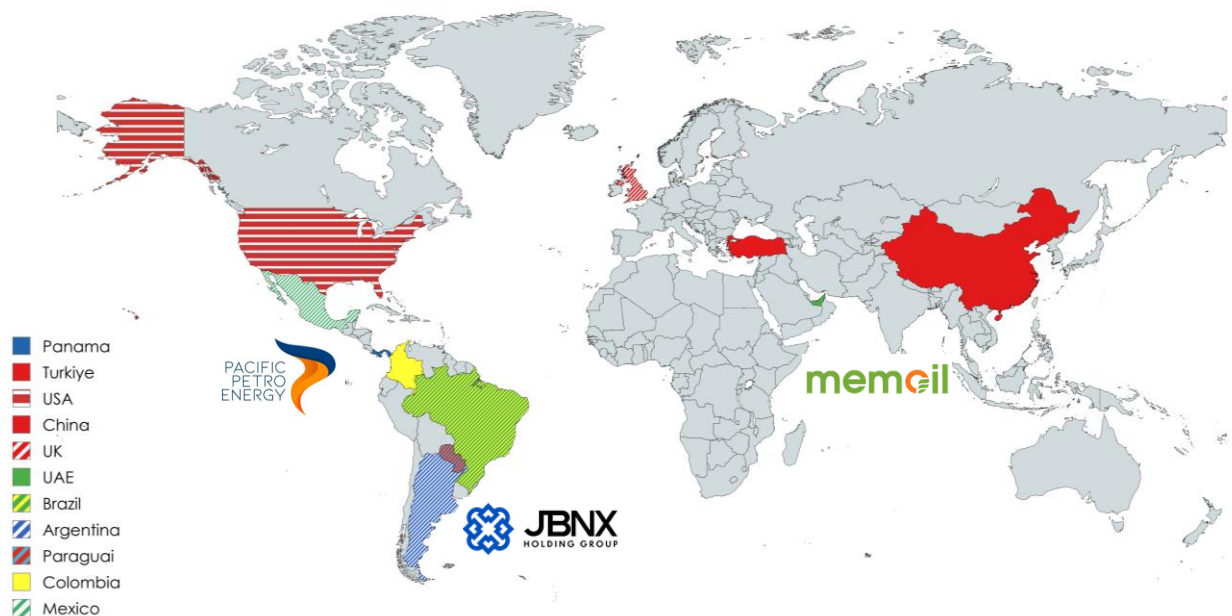 Panama
Turkiye
USA
China
UK
UAE
Brazil
Argentina
Paraguai
Colombia
Mexico
PACIFIC
PETRO
ENERGY
memoil
JBNX
HOLDING GROUP